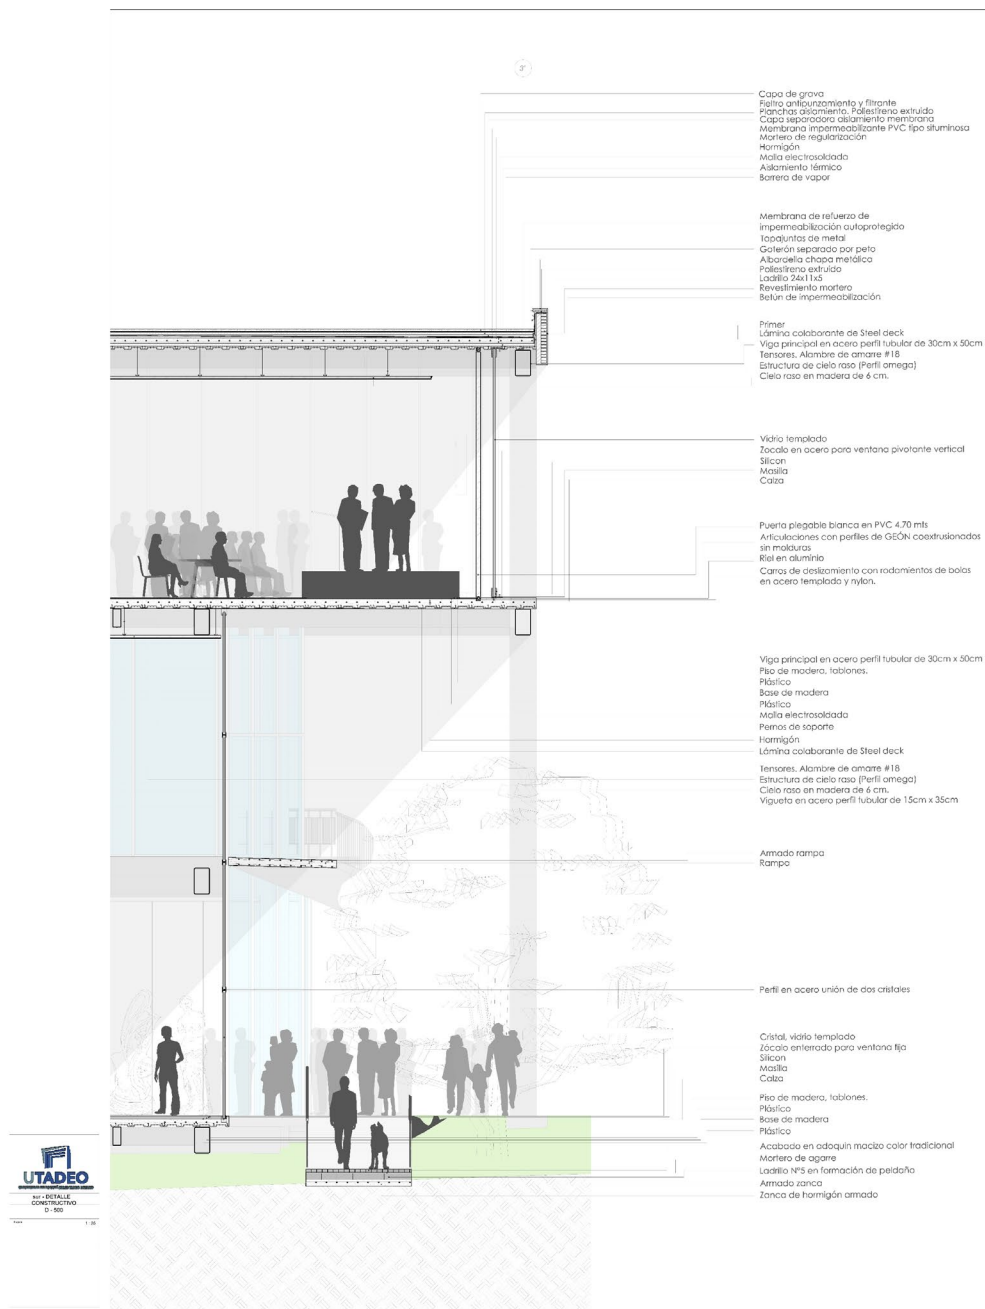 3'
Capa de grava
Fieltro antipunzamiento y filtrante
Planchas aislamiento. Poliestireno extruido
Capa separadora aislamiento membrana
Membrana impermeabilizante PVC tipo situminosa
Mortero de regularización
Hormigón
Malla electrosoldada
Aislamiento térmico
Barrera de vapor
Membrana de refuerzo de
impermeabilización autoprotegido
Tapajuntas de metal
Goterón separado por peto
Albardella chapa metálica
Poliestireno extruido
Ladrillo 24x11x5
Revestimiento mortero
Betún de impermeabilización
Primer
Lámina colaborante de Steel deck
Viga principal en acero perfil tubular de 30cm x 50cm
Tensores. Alambre de amarre #18
Estructura de cielo raso (Perfil omega)
Cielo raso en madera de 6 cm.
Vidrio templado
Zocalo en acero para ventana pivotante vertical
Silicon
Masilla
Calza
Puerta plegable blanca en PVC 4.70 mts
Articulaciones con perfiles de GEÓN coextrusionados
sin molduras
Riel en aluminio
Carros de deslizamiento con rodamientos de bolas
en acero templado y nylon.
Viga principal en acero perfil tubular de 30cm x 50cm
Piso de madera, tablones.
Plástico
Base de madera
Plástico
Malla electrosoldada
Pernos de soporte
Hormigón
Lámina colaborante de Steel deck
Tensores. Alambre de amarre #18
Estructura de cielo raso (Perfil omega)
Cielo raso en madera de 6 cm.
Vigueta en acero perfil tubular de 15cm x 35cm
Armado rampa
Rampa
Perfil en acero unión de dos cristales
Cristal, vidrio templado
Zócalo enterrado para ventana fija
Silicon
Masilla
Calza
Piso de madera, tablones.
Plástico
Base de madera
Plástico
Acabado en adoquin macizo color tradicional
Mortero de agarre
Ladrillo Nº5 en formación de peldaño
Armado zanca
Zanca de hormigón armado
UTADEO
DETALLE
CONSTRUCTIVO
D - 500